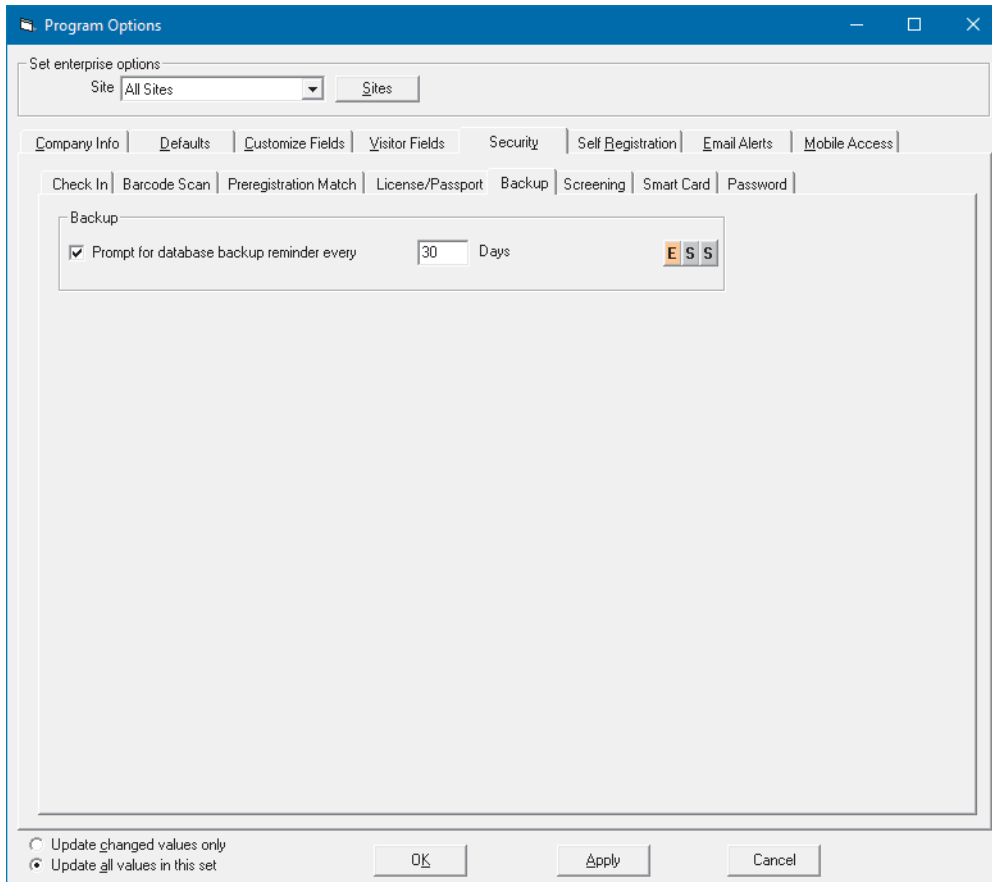 Program Options
Set enterprise options
Site All Sites Sites
Company Info Defaults Customize Fields Visitor Fields Security Self Registration Email Alerts Mobile Access
Check In Barcode Scan Preregistration Match License/Passport Backup Screening Smart Card Password
Backup
Prompt for database backup reminder every 30 Days E S S
Update changed values only
Update all values in this set
OK Apply Cancel